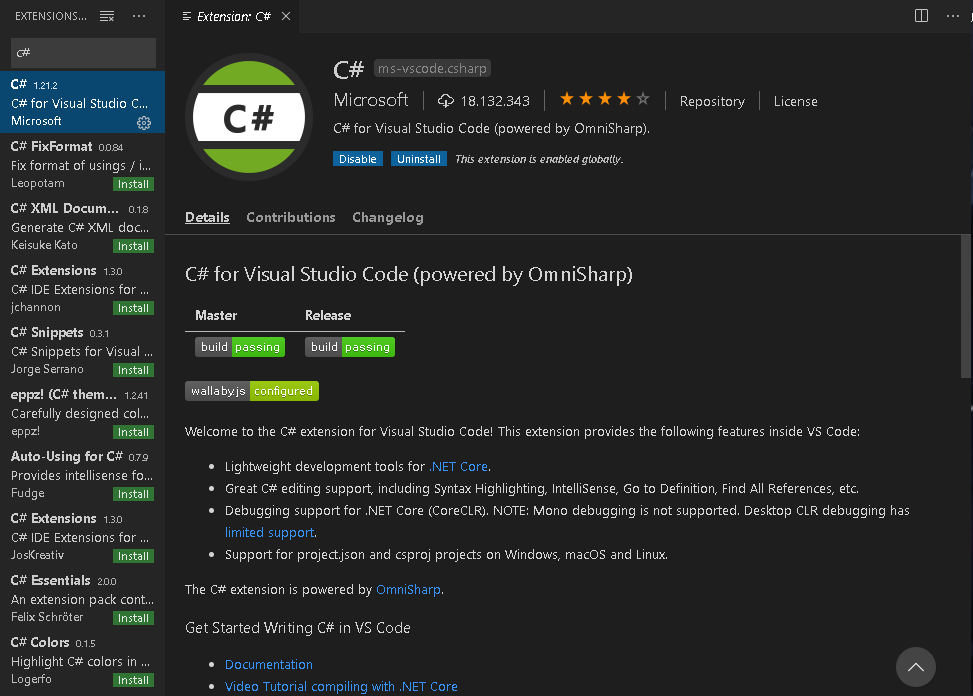 EXTENSIONS...
C#
C# 1.21.2
C# for Visual Studio C...
Microsoft
C# FixFormat 0.0.84
Fix format of usings / i...
Leopotam Install
C# XML Docum... 0.1.8
Generate C# XML doc...
Keisuke Kato Install
C# Extensions 1.3.0
C# IDE Extensions for ...
jchannon Install
C# Snippets 0.3.1
C# Snippets for Visual ...
Jorge Serrano Install
eppz! (C# them... 1.2.41
Carefully designed col...
eppz! Install
Auto-Using for C# 0.7.9
Provides intellisense fo...
Fudge Install
C# Extensions 1.3.0
C# IDE Extensions for ...
JosKreativ Install
C# Essentials 2.0.0
An extension pack cont...
Felix Schröter Install
C# Colors 0.1.5
Highlight C# colors in ...
Logerfo Install
Extension: C#
C#
C# ms-vscode.csharp
Microsoft 18.132.343 Repository License
C# for Visual Studio Code (powered by OmniSharp).
Disable Uninstall This extension is enabled globally.
Details Contributions Changelog
C# for Visual Studio Code (powered by OmniSharp)
Master Release
build passing build passing
wallaby.js configured
Welcome to the C# extension for Visual Studio Code! This extension provides the following features inside VS Code:
• Lightweight development tools for .NET Core.
• Great C# editing support, including Syntax Highlighting, IntelliSense, Go to Definition, Find All References, etc.
• Debugging support for .NET Core (CoreCLR). NOTE: Mono debugging is not supported. Desktop CLR debugging has
limited support.
• Support for project.json and csproj projects on Windows, macOS and Linux.
The C# extension is powered by OmniSharp.
Get Started Writing C# in VS Code
• Documentation
• Video Tutorial compiling with .NET Core